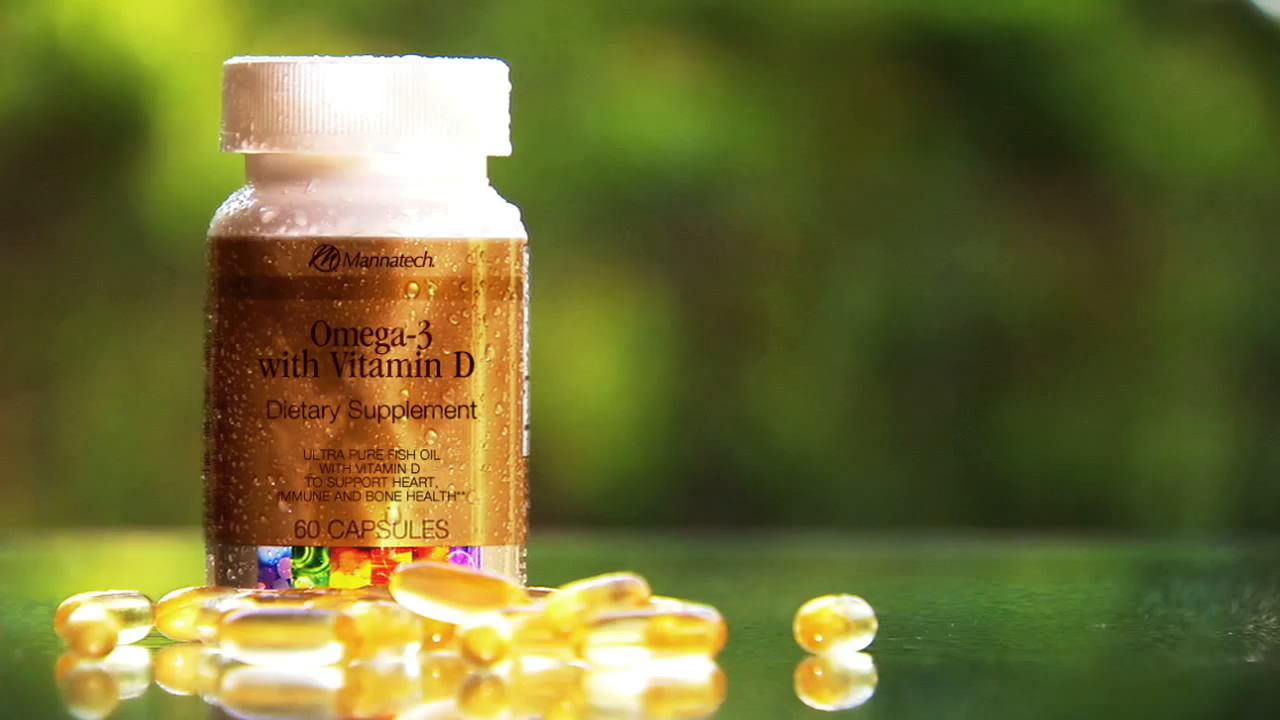 Mannatech.
Omega-3
with Vitamin D
Dietary Supplement
ULTRA PURE FISH OIL
WITH VITAMIN D
TO SUPPORT HEART,
IMMUNE AND BONE HEALTH**
60 CAPSULES